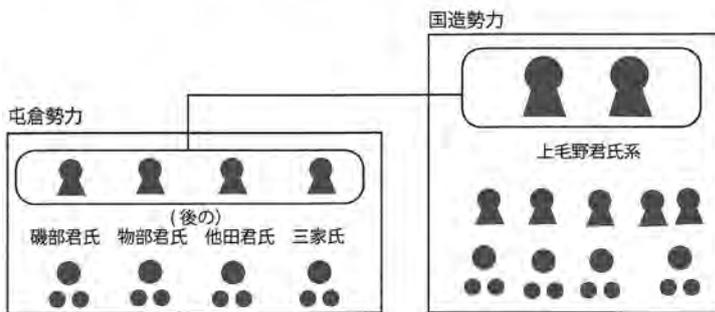 国造勢力
屯倉勢力
上毛野君氏系
(後の)
磯部君氏 物部君氏 他田君氏 三家氏